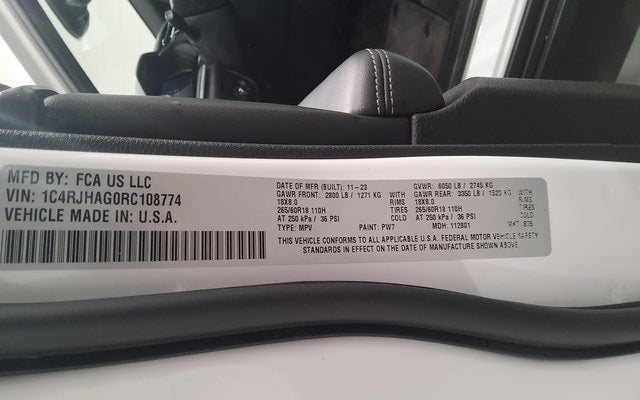 MFD BY: FCA US LLC
VIN: 1C4RJHAG0RC108774
VEHICLE MADE IN: U.S.A.
DATE OF MFR (BUILT): 11-23 GVWR: 6050 LB / 2745 KG
GAWR FRONT: 2800 LB / 1271 KG WITH GAWR REAR: 3350 LB / 1520 KG WITH
18X8.0 RIMS 18X8.0 RIMS
265/60R18 110H TIRES 265/60R18 110H TIRES
AT 250 kPa / 36 PSI COLD AT 250 kPa / 36 PSI COLD
TYPE: MPV PAINT: PW7 MDH: 112801 MKT: 875
THIS VEHICLE CONFORMS TO ALL APPLICABLE U.S.A. FEDERAL MOTOR VEHICLE SAFETY
STANDARDS IN EFFECT ON THE DATE OF MANUFACTURE SHOWN ABOVE.